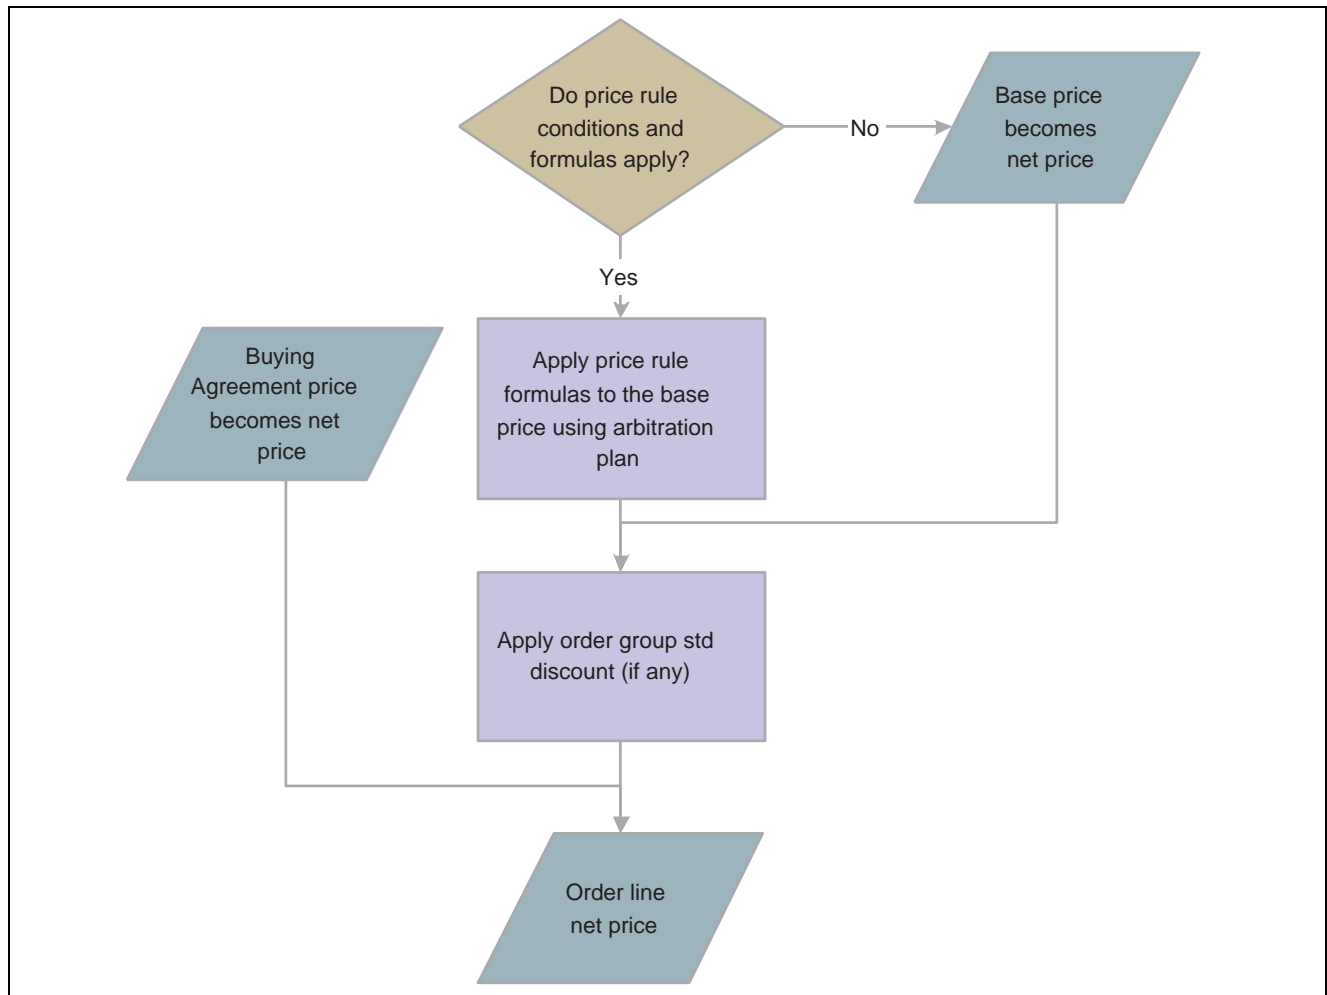 Do price rule
conditions and
formulas apply?
No
Base price
becomes
net price
Yes
Buying
Agreement price
becomes net
price
Apply price rule
formulas to the base
price using arbitration
plan
Apply order group std
discount (if any)
Order line
net price